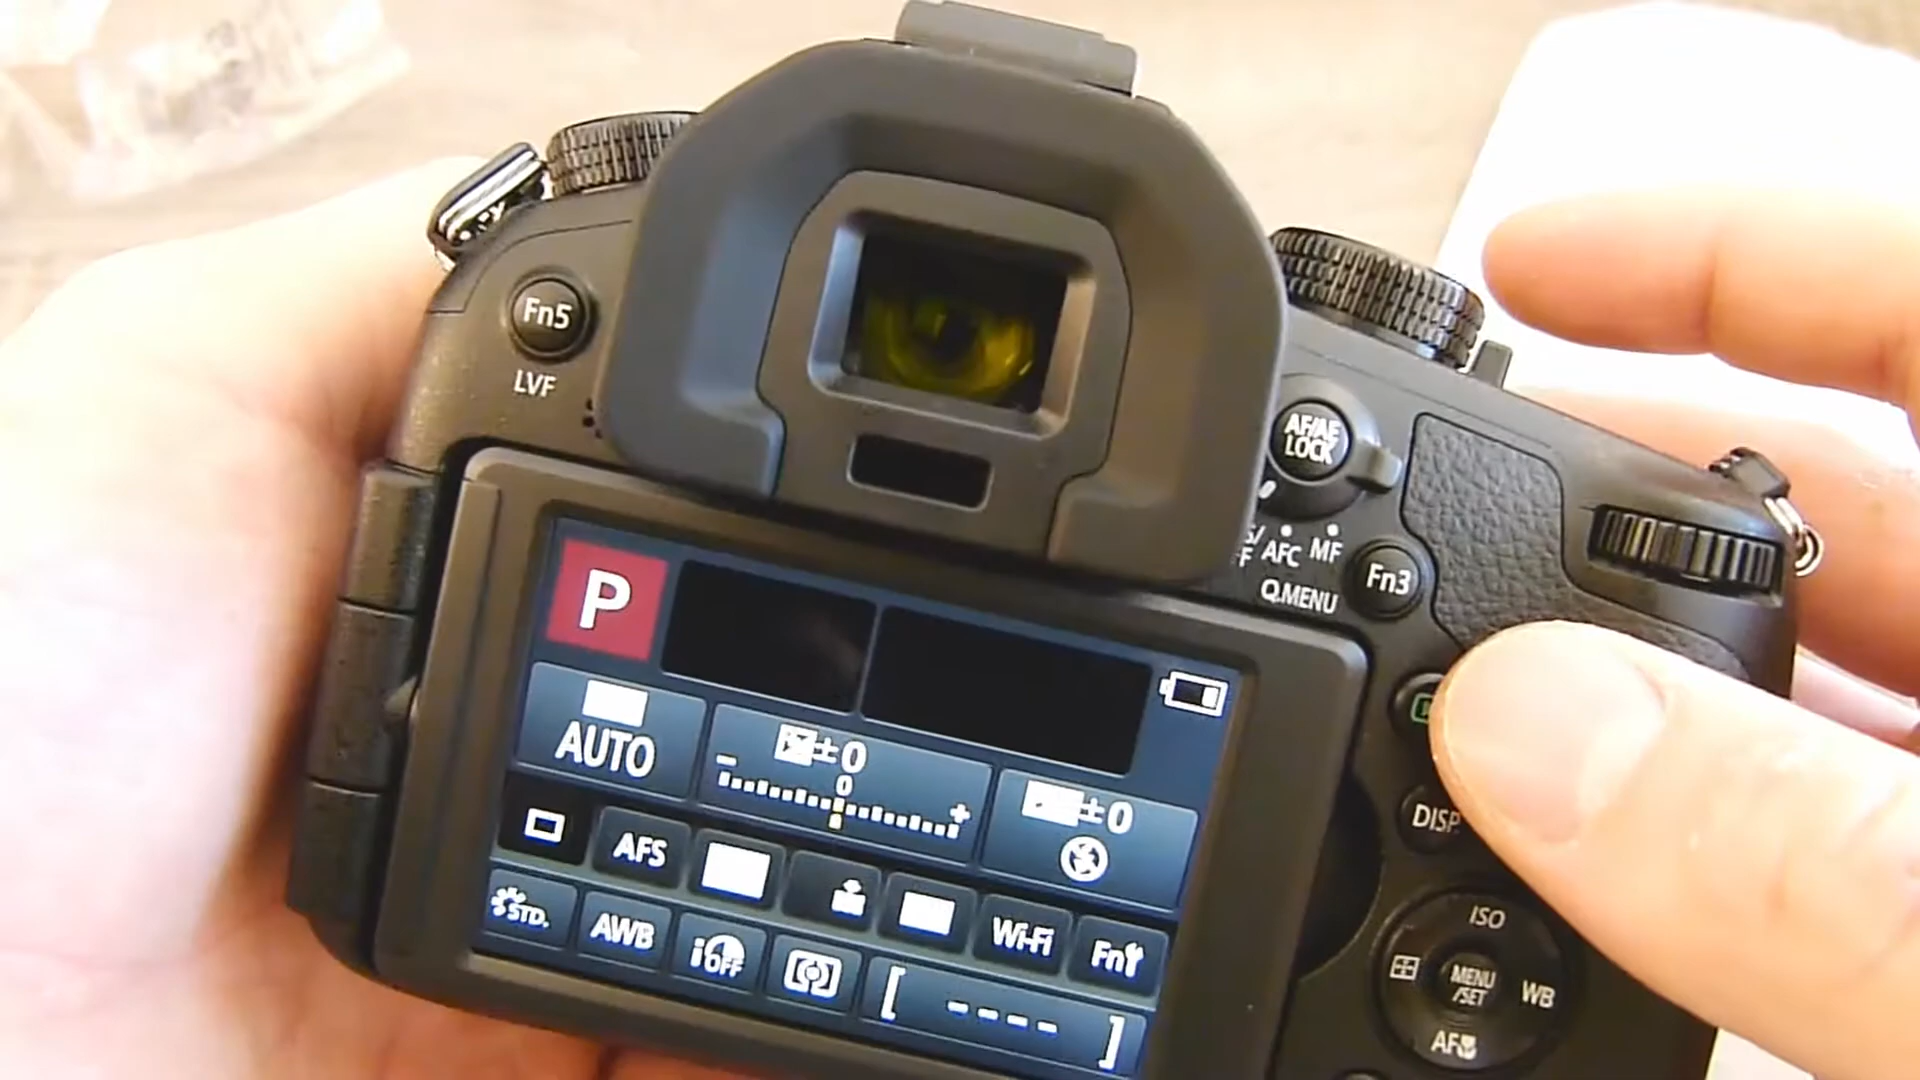 Fn5
LVF
AF/AE
LOCK
AFC
MF
Q.MENU
Fn3
P
AUTO
±0
0
- +
±0
AFS
Wi-Fi
Fn
STD.
AWB
i OFF
[ ---- ]
DISP.
ISO
MENU
/SET
WB
AF